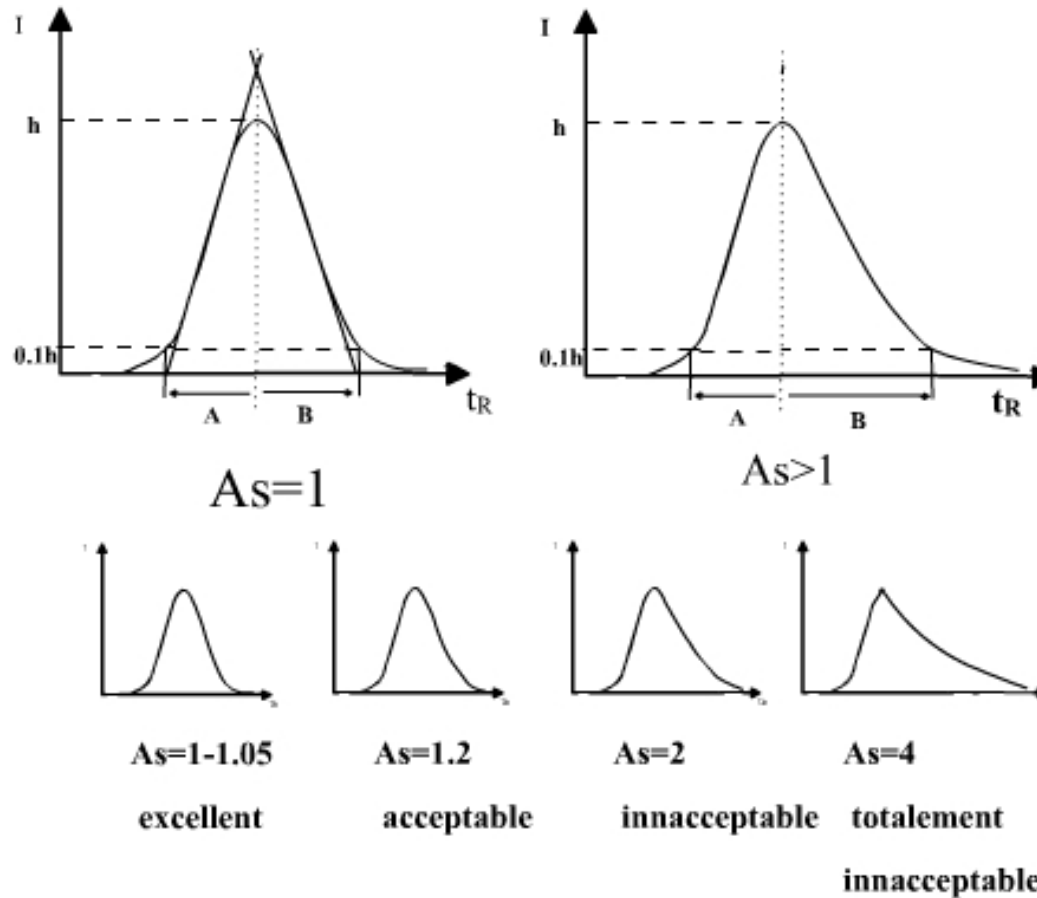 I
h
0.1h
A
B
tR
As=1
I
h
0.1h
A
B
tR
As>1
As=1-1.05
excellent
As=1.2
acceptable
As=2
innacceptable
As=4
totalement
innacceptable